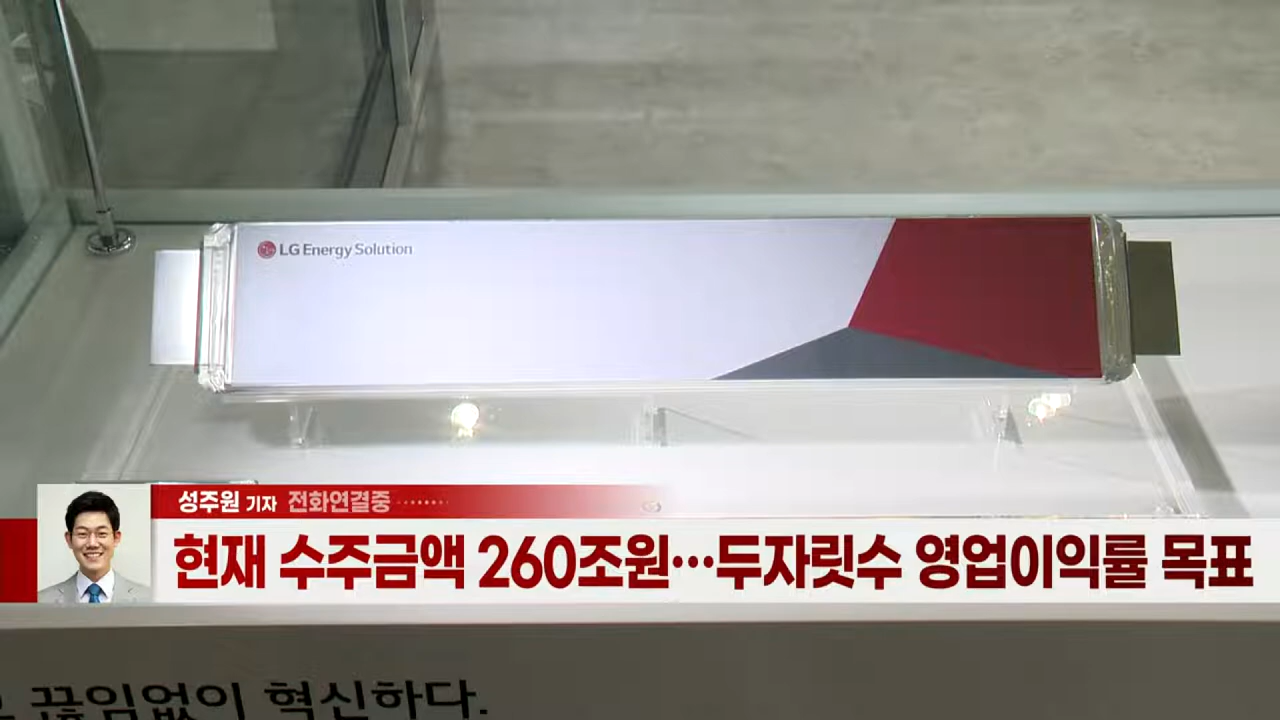 LG Energy Solution
성주원 기자 전화연결중
현재 수주금액 260조원…두자릿수 영업이익률 목표
끊임없이 혁신하다.